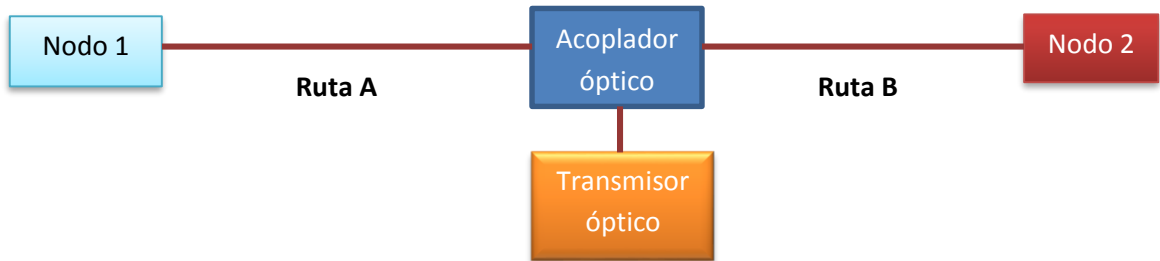 Nodo 1
Acoplador
óptico
Nodo 2
Ruta A
Ruta B
Transmisor
óptico